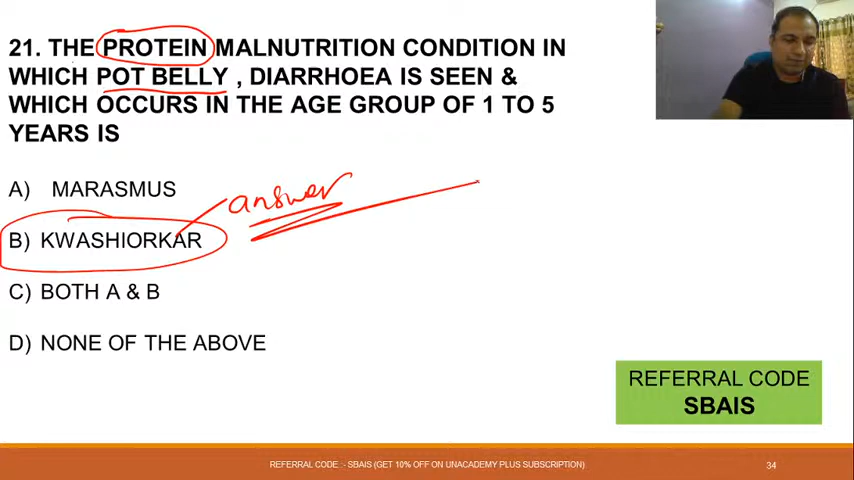 21. THE PROTEIN MALNUTRITION CONDITION IN
WHICH POT BELLY , DIARRHOEA IS SEEN &
WHICH OCCURS IN THE AGE GROUP OF 1 TO 5
YEARS IS
A) MARASMUS
answer
B) KWASHIORKAR
C) BOTH A & B
D) NONE OF THE ABOVE
REFERRAL CODE
SBAIS
REFERRAL CODE :- SBAIS (GET 10% OFF ON UNACADEMY PLUS SUBSCRIPTION)
34